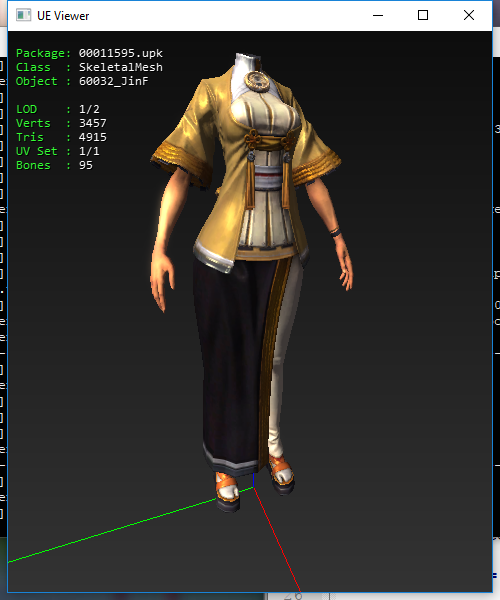 UE Viewer
Package: 00011595.upk
Class : SkeletalMesh
Object : 60032_JinF
LOD : 1/2
Verts : 3457
Tris : 4915
UV Set : 1/1
Bones : 95